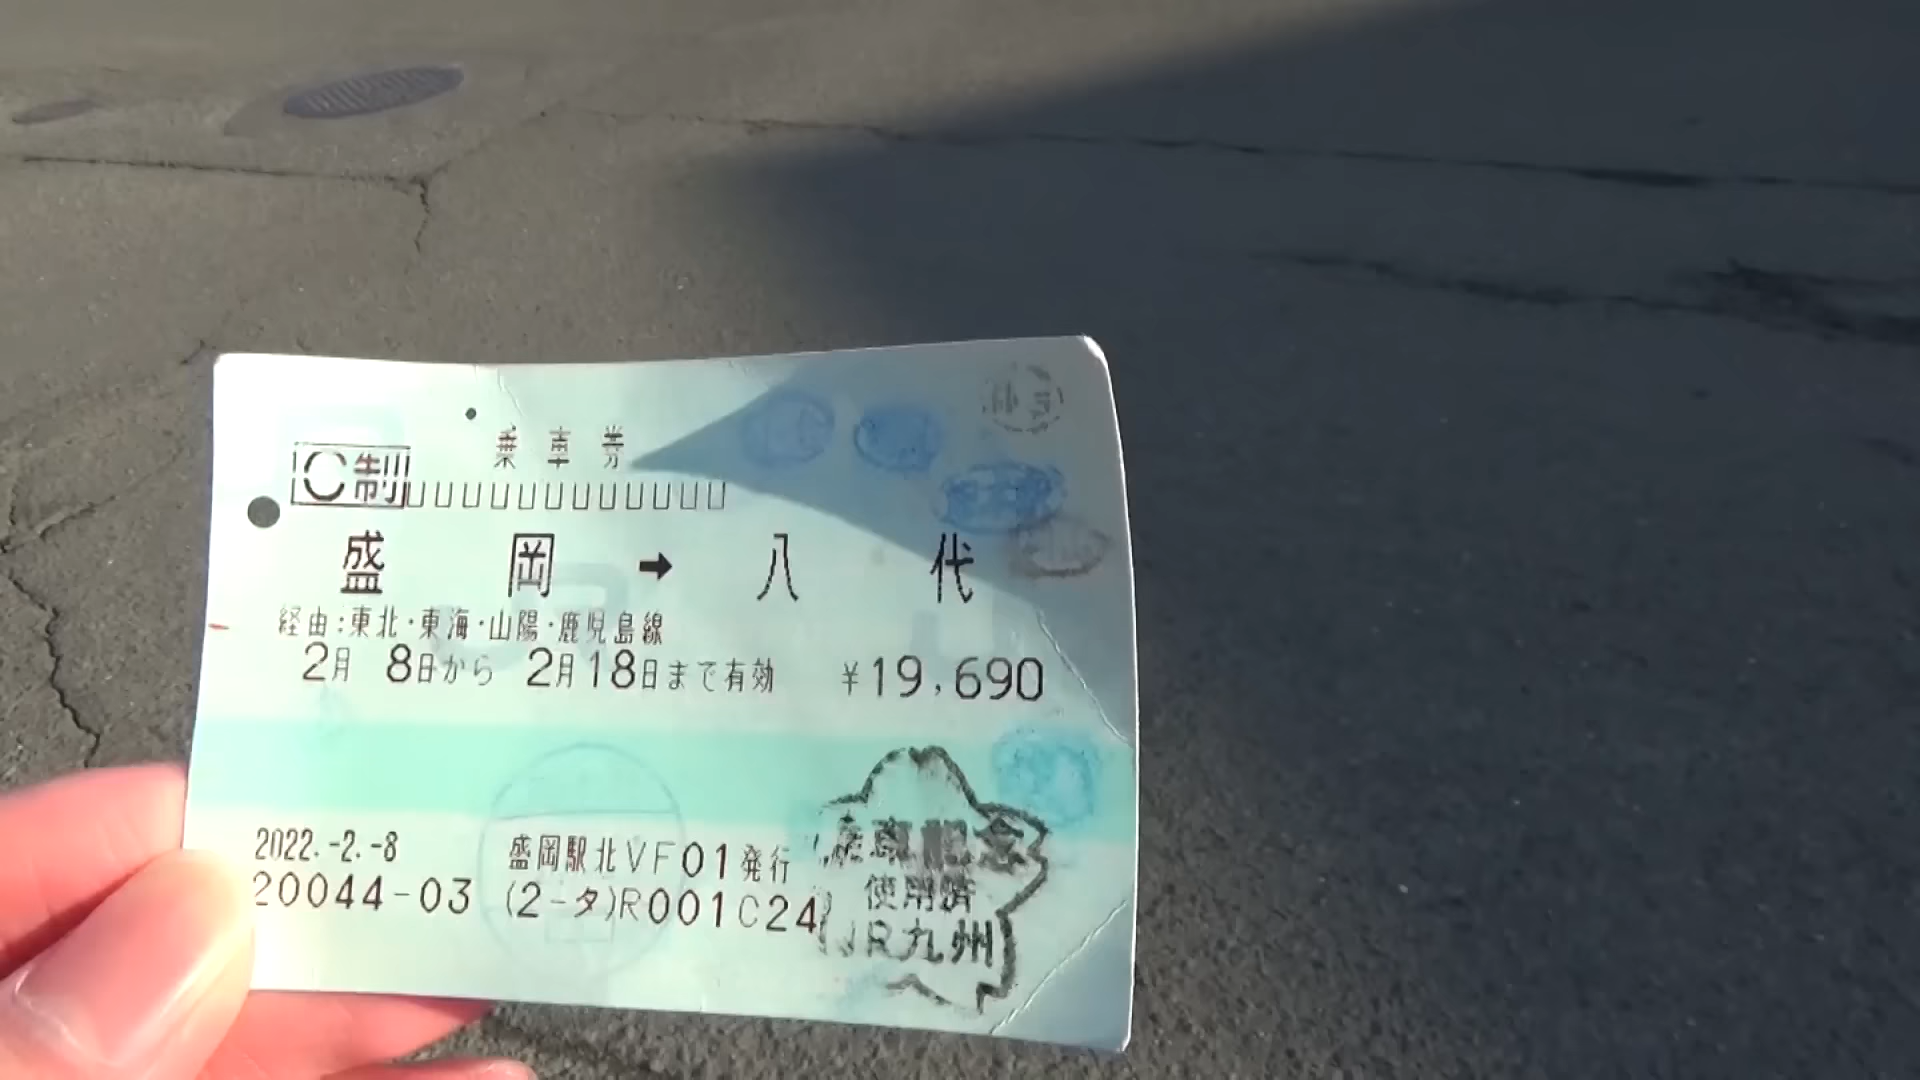 乗車券
C制
盛岡→八代
経由:東北・東海・山陽・鹿児島線
2月 8日から 2月18日まで有効 ¥19,690
2022.-2.-8 盛岡駅北VF01発行
20044-03 (2-タ)R001C24
乗車記念
使用済
JR九州